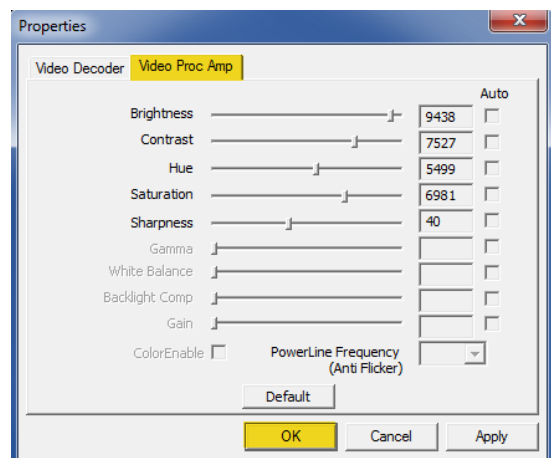 Properties
Video Decoder Video Proc Amp
Auto
Brightness 9438
Contrast 7527
Hue 5499
Saturation 6981
Sharpness 40
Gamma
White Balance
Backlight Comp
Gain
ColorEnable PowerLine Frequency
(Anti Flicker)
Default
OK Cancel Apply